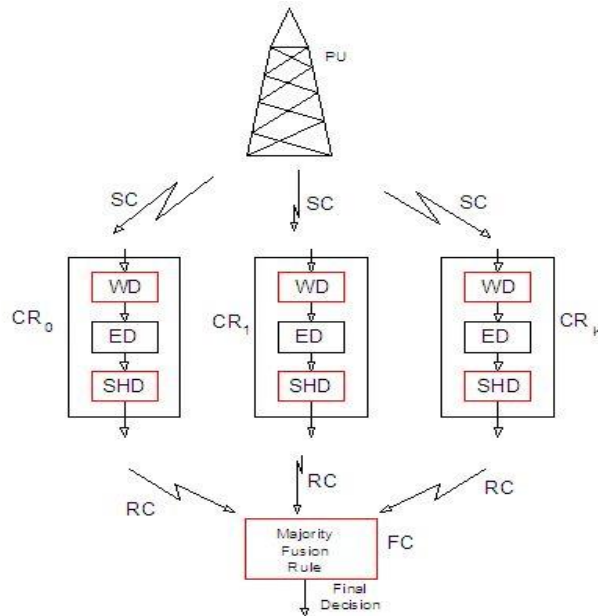 PU
SC
SC
SC
WD
WD
WD
CR0
ED
CR1
ED
ED
CRk
SHD
SHD
SHD
RC
RC
RC
Majority
Fusion
Rule
FC
Final
Decision